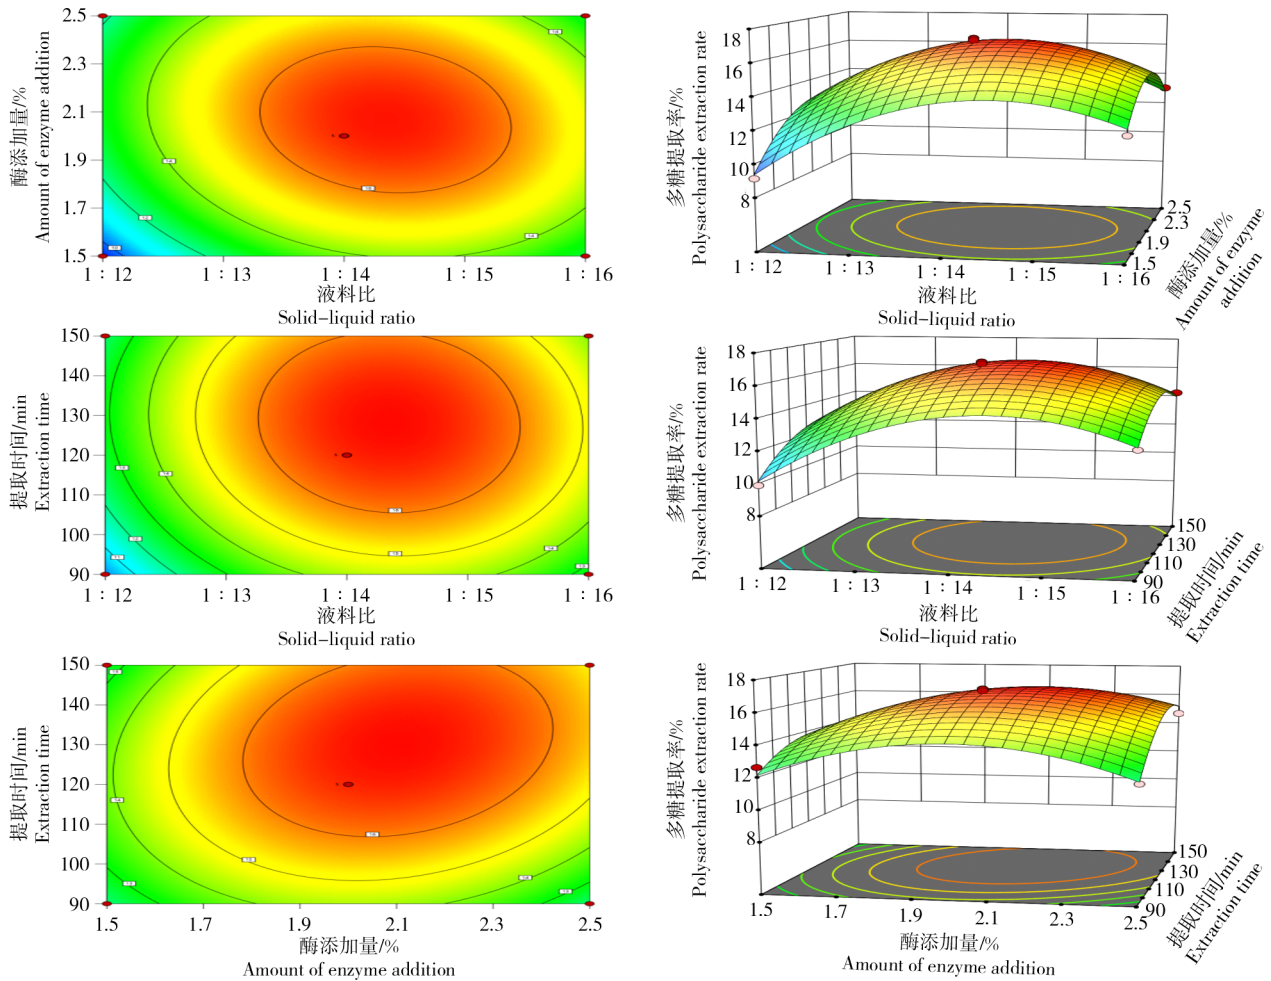 2.5
2.3
2.1
1.9
1.7
1.5
酶添加量/%
Amount of enzyme addition
1:12
1:13
1:14
1:15
1:16
液料比
Solid-liquid ratio
18
16
14
12
10
8
多糖提取率/%
Polysaccharide extraction rate
1:12
1:13
1:14
1:15
1:16
液料比
Solid-liquid ratio
2.5
2.3
1.9
1.5
酶添加量/%
Amount of enzyme
addition
150
140
130
120
110
100
90
提取时间/min
Extraction time
1:12
1:13
1:14
1:15
1:16
液料比
Solid-liquid ratio
18
16
14
12
10
8
多糖提取率/%
Polysaccharide extraction rate
1:12
1:13
1:14
1:15
1:16
液料比
Solid-liquid ratio
150
130
110
90
提取时间/min
Extraction time
150
140
130
120
110
100
90
提取时间/min
Extraction time
1.5
1.7
1.9
2.1
2.3
2.5
酶添加量/%
Amount of enzyme addition
18
16
14
12
10
8
多糖提取率/%
Polysaccharide extraction rate
1.5
1.7
1.9
2.1
2.3
2.5
酶添加量/%
Amount of enzyme addition
150
130
110
90
提取时间/min
Extraction time